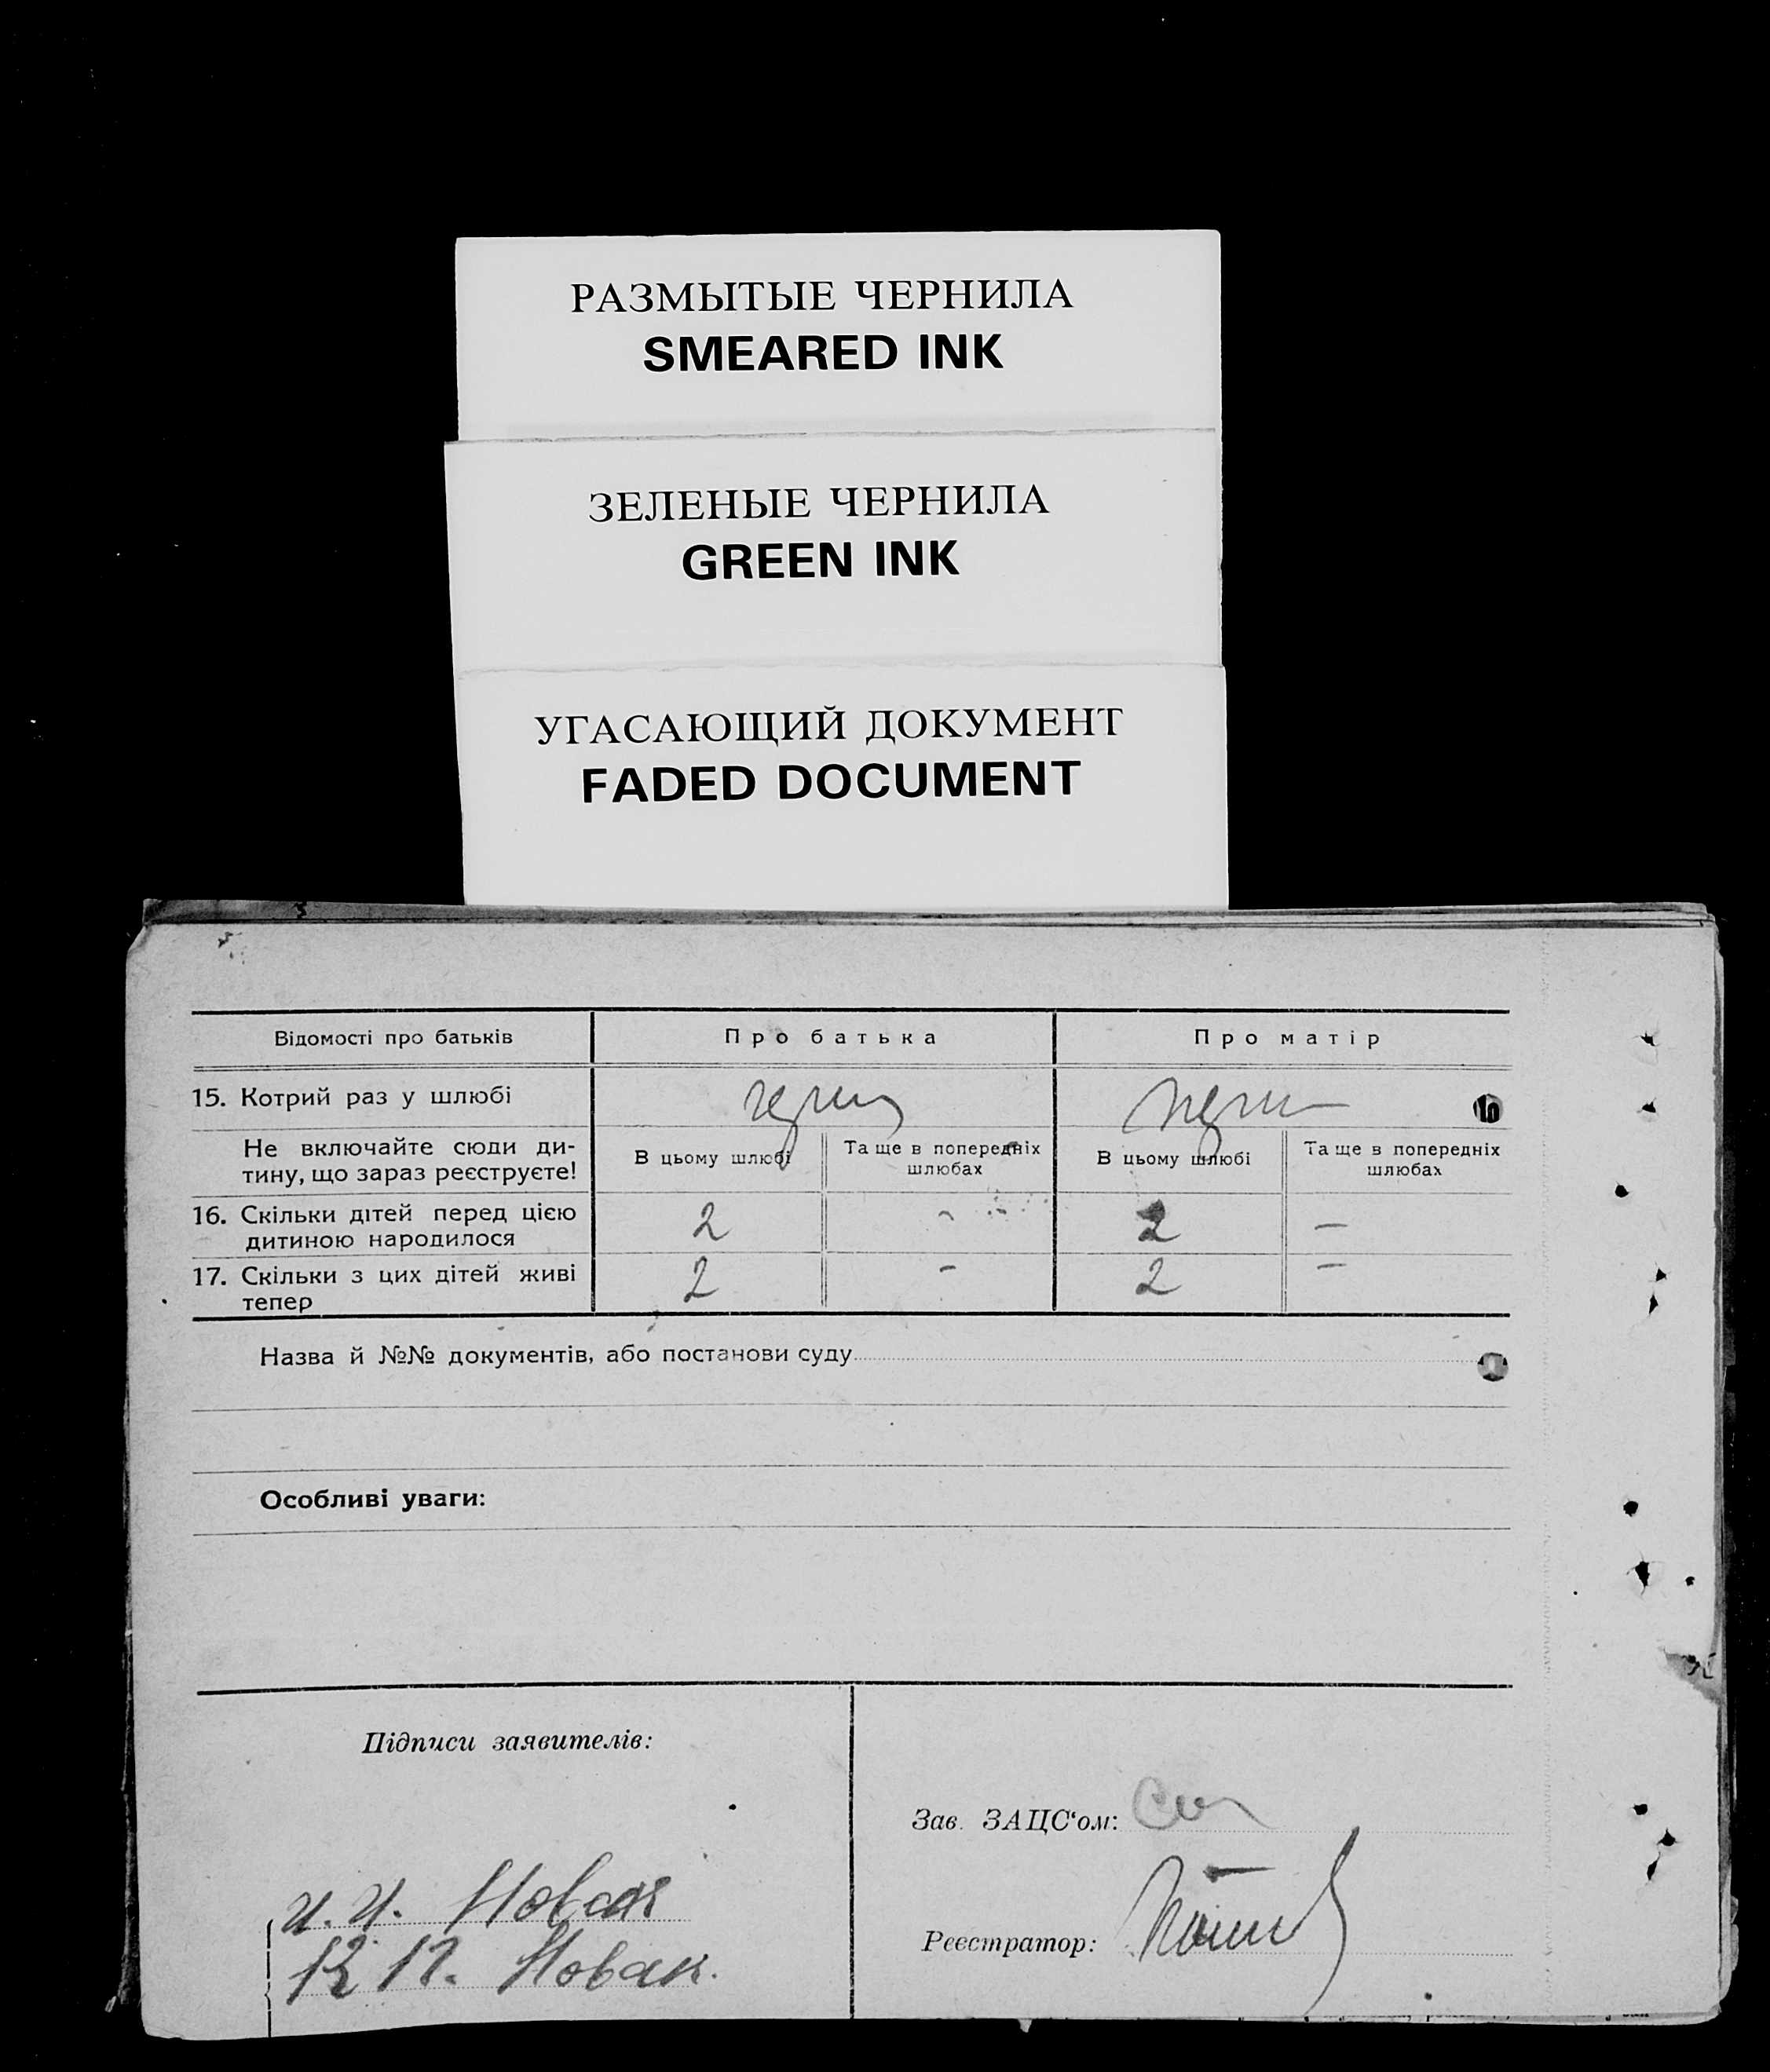 РАЗМЫТЫЕ ЧЕРНИЛА
SMEARED INK
ЗЕЛЕНЫЕ ЧЕРНИЛА
GREEN INK
УГАСАЮЩИЙ ДОКУМЕНТ
FADED DOCUMENT
Відомості про батьків Про батька Про матір
15. Котрий раз у шлюбі
Не включайте сюди ди-
тину, що зараз реєструєте!
В цьому шлюбі
Та ще в попередніх
шлюбах
В цьому шлюбі
Та ще в попередніх
шлюбах
16. Скільки дітей перед цією
дитиною народилося
2 - 2 —
17. Скільки з цих дітей живі
тепер
2 - 2 —
Назва й №№ документів, або постанови суду
Особливі уваги:
Підписи заявителів:
И. И. Новак
К П. Новак.
Зав. ЗАЦС‘ом:
Реєстратор: